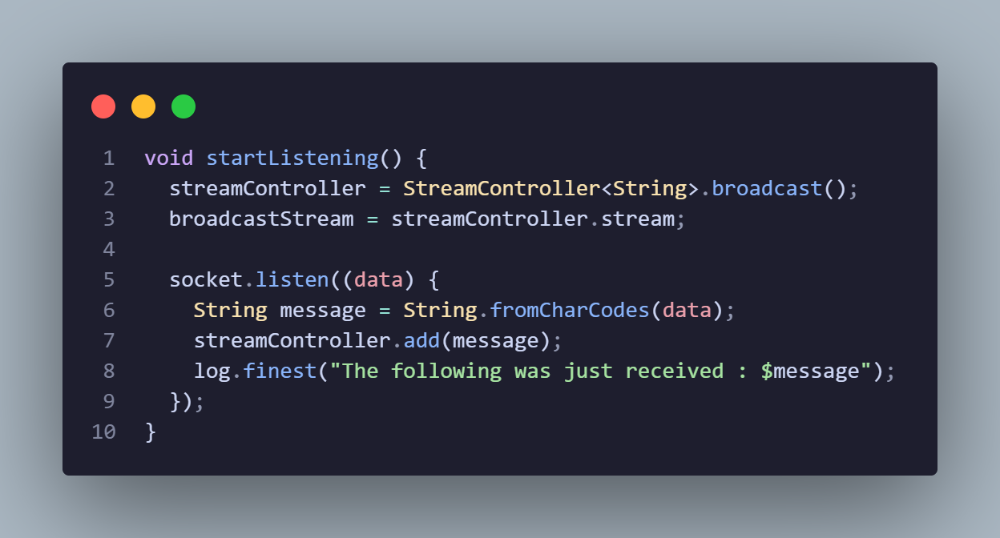 1 void startListening() {
2 streamController = StreamController<String>.broadcast();
3 broadcastStream = streamController.stream;
4
5 socket.listen((data) {
6 String message = String.fromCharCodes(data);
7 streamController.add(message);
8 log.finest("The following was just received : $message");
9 });
10 }